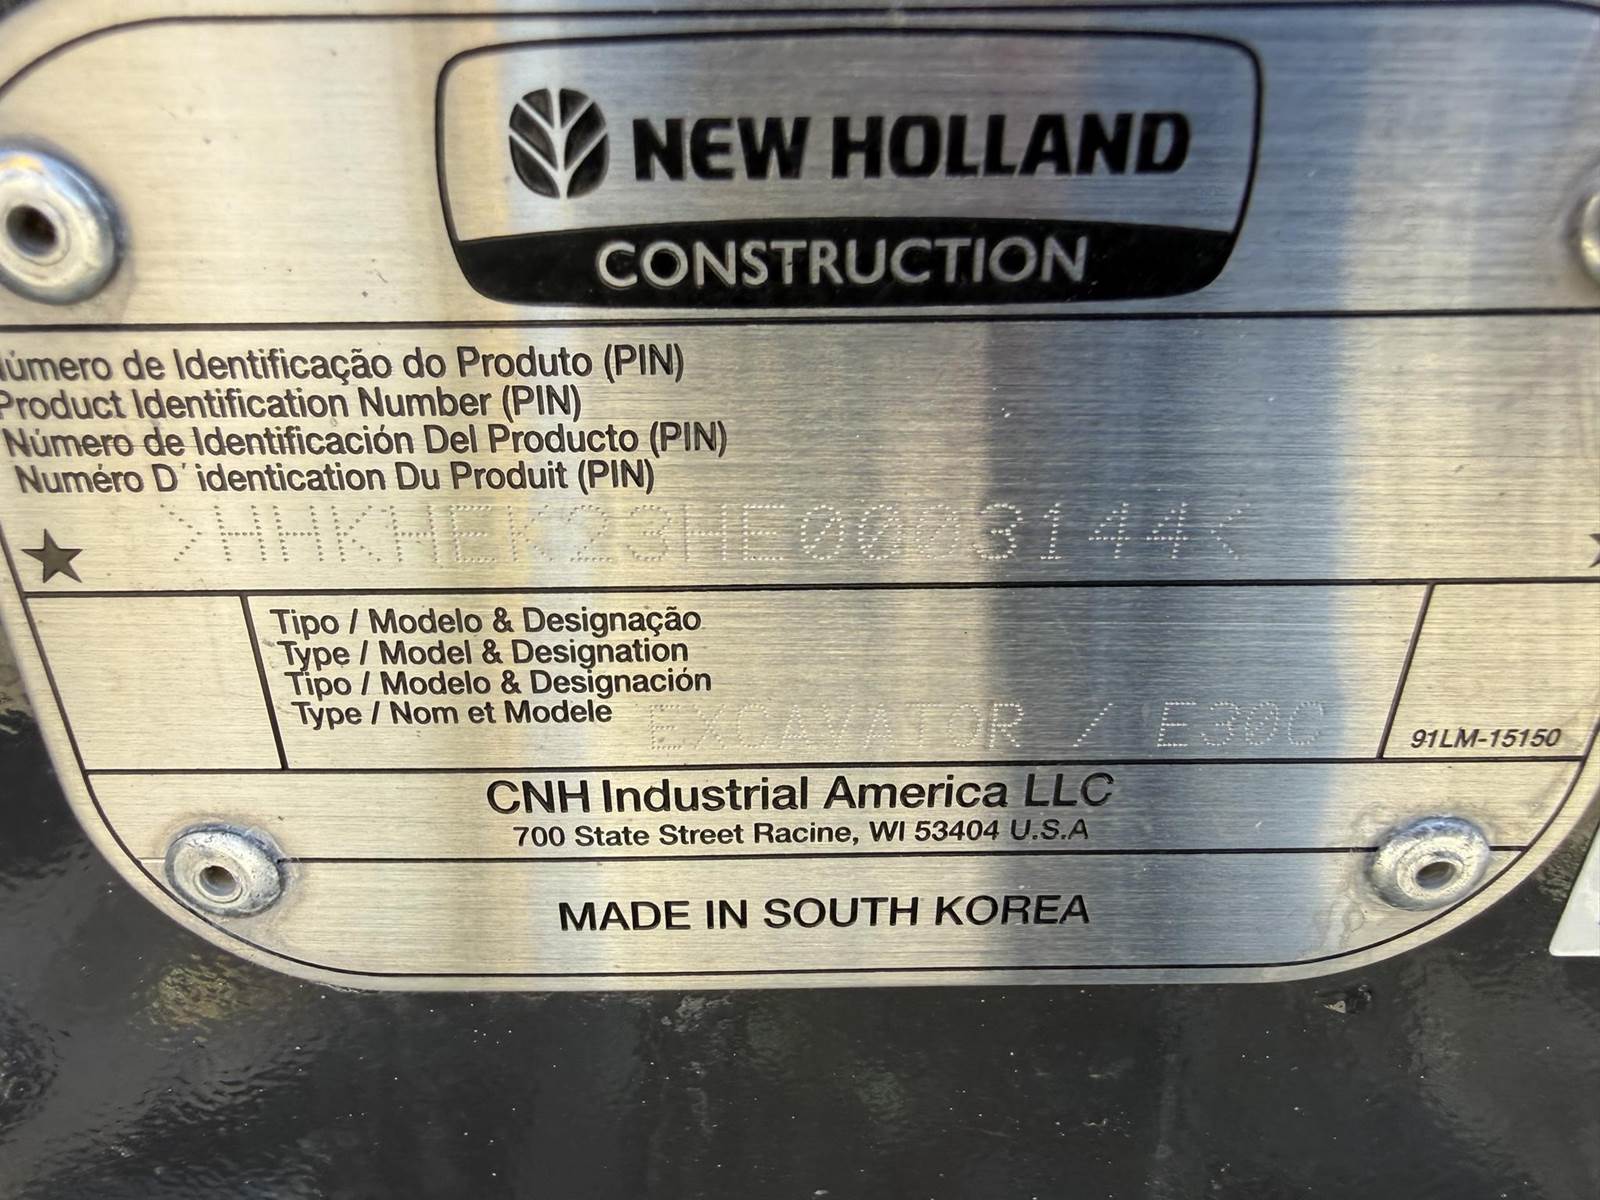 NEW HOLLAND
CONSTRUCTION
Número de Identificação do Produto (PIN)
Product Identification Number (PIN)
Número de Identificación Del Producto (PIN)
Numéro D' identication Du Produit (PIN)
>HHKHEK23HE0003144<
Tipo / Modelo & Designação
Type / Model & Designation
Tipo / Modelo & Designación
Type / Nom et Modele
EXCAVATOR / E30C
91LM-15150
CNH Industrial America LLC
700 State Street Racine, WI 53404 U.S.A
MADE IN SOUTH KOREA